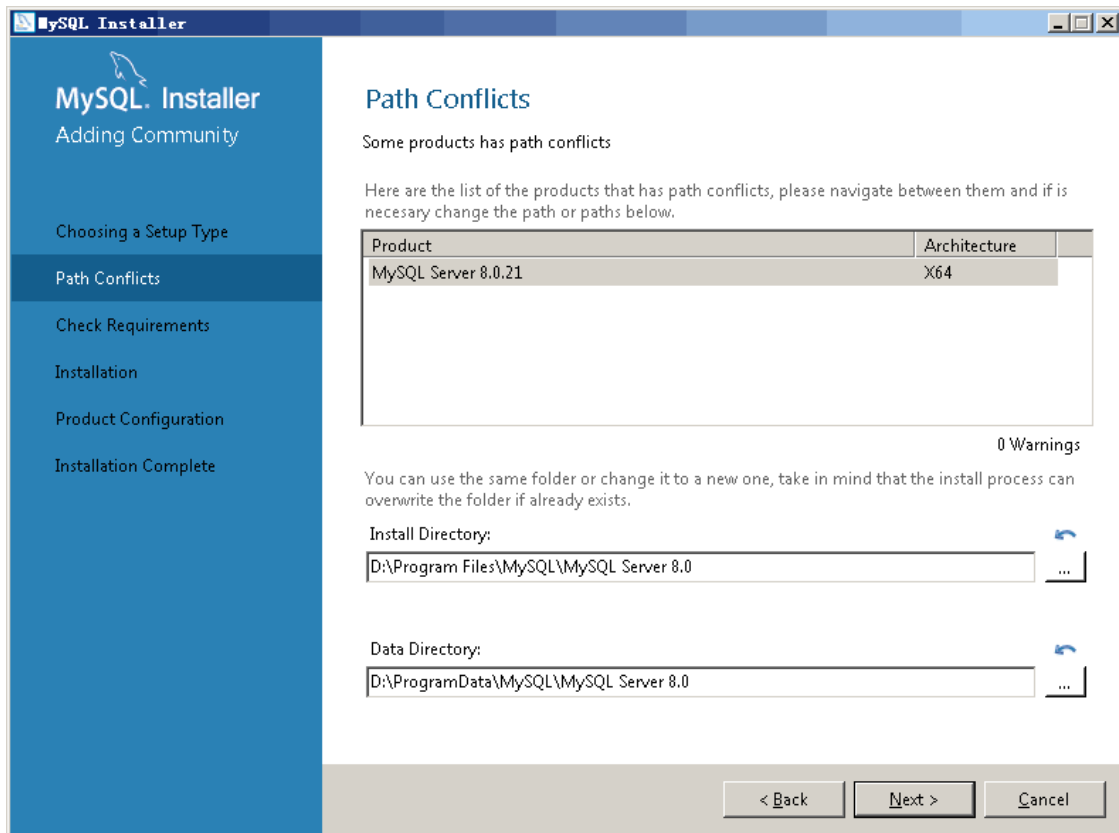 MySQL Installer
MySQL. Installer
Adding Community
Choosing a Setup Type
Path Conflicts
Check Requirements
Installation
Product Configuration
Installation Complete
Path Conflicts
Some products has path conflicts
Here are the list of the products that has path conflicts, please navigate between them and if is
necesary change the path or paths below.
Product Architecture
MySQL Server 8.0.21 X64
0 Warnings
You can use the same folder or change it to a new one, take in mind that the install process can
overwrite the folder if already exists.
Install Directory:
D:\Program Files\MySQL\MySQL Server 8.0
...
Data Directory:
D:\ProgramData\MySQL\MySQL Server 8.0
...
< Back Next > Cancel